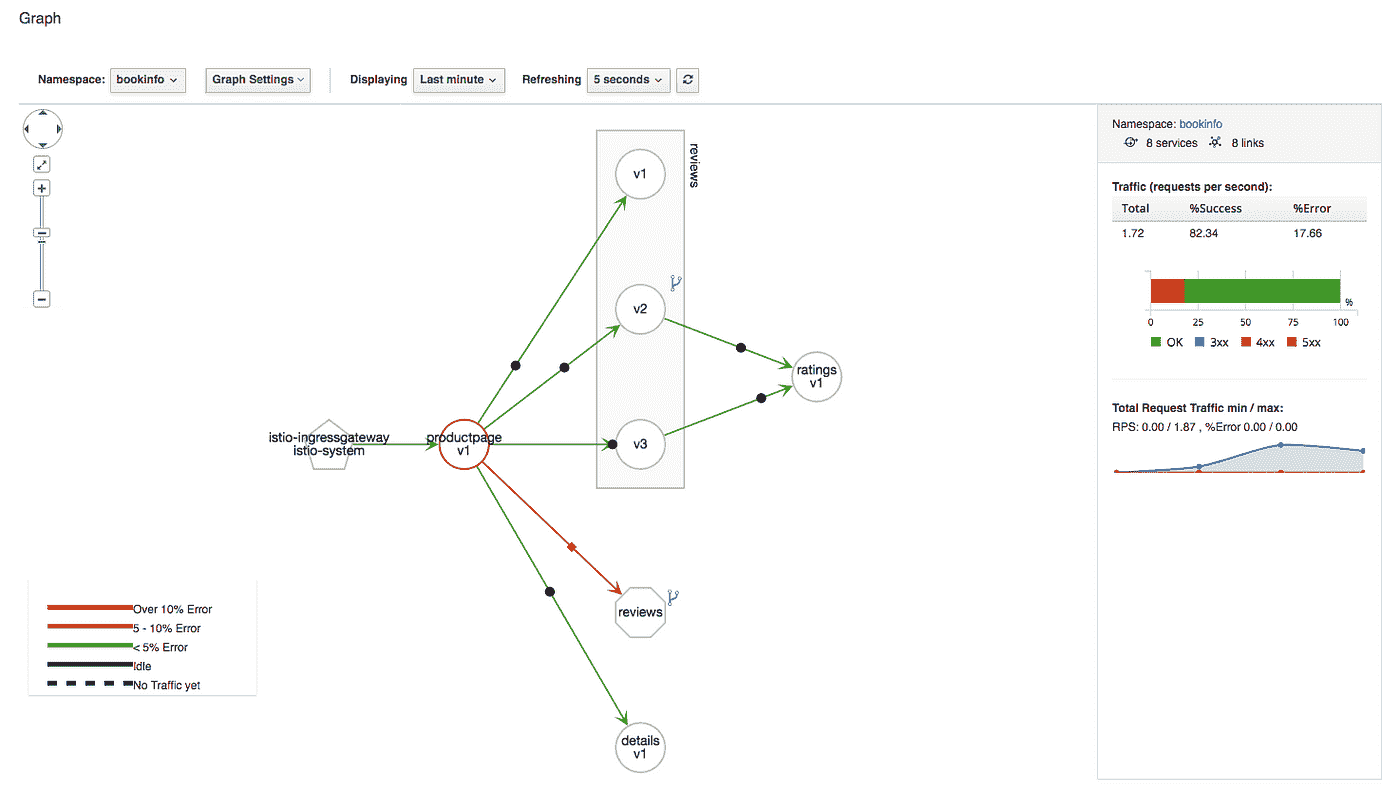 Graph
Namespace: bookinfo Graph Settings Displaying Last minute Refreshing 5 seconds
Namespace: bookinfo
8 services 8 links
Traffic (requests per second):
Total %Success %Error
1.72 82.34 17.66
%
0 25 50 75 100
OK 3xx 4xx 5xx
Total Request Traffic min / max:
RPS: 0.00 / 1.87 , %Error 0.00 / 0.00
reviews
v1
v2
ratings
v1
istio-ingressgateway
istio-system
productpage
v1
v3
reviews
details
v1
Over 10% Error
5 - 10% Error
< 5% Error
Idle
No Traffic yet